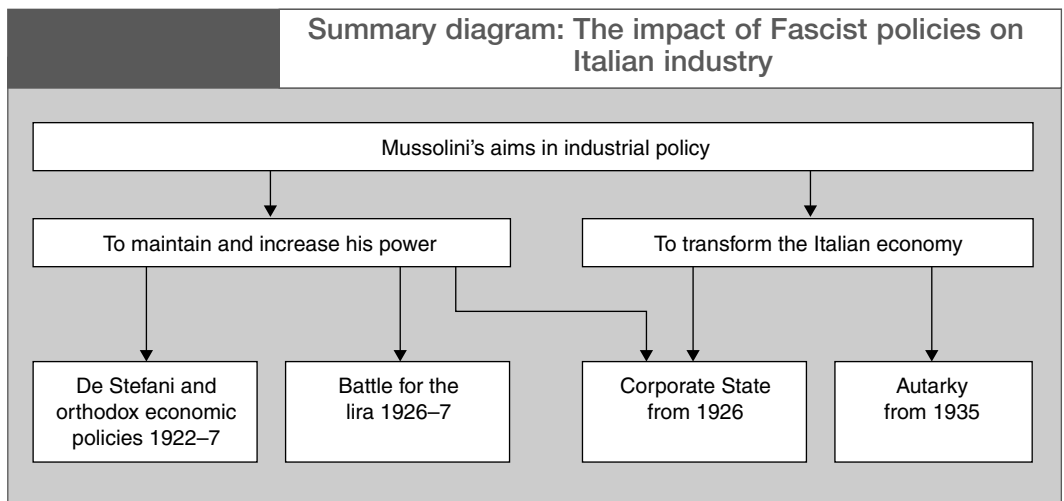 Summary diagram: The impact of Fascist policies on
Italian industry
Mussolini's aims in industrial policy
To maintain and increase his power
To transform the Italian economy
De Stefani and
orthodox economic
policies 1922–7
Battle for the
lira 1926–7
Corporate State
from 1926
Autarky
from 1935